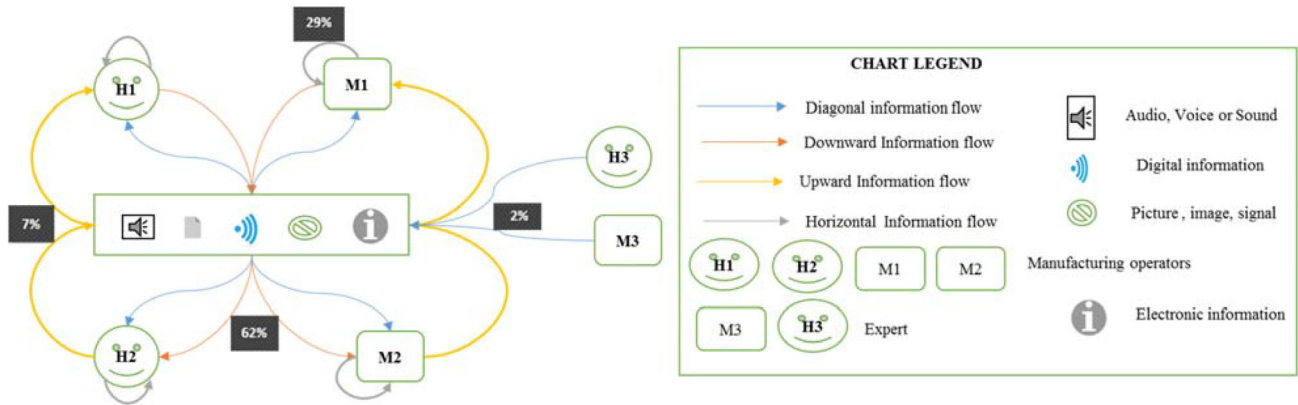 29%
H1
M1
H3
7%
2%
M3
62%
H2
M2
CHART LEGEND
Diagonal information flow
Audio, Voice or Sound
Downward Information flow
Digital information
Upward Information flow
Picture , image, signal
Horizontal Information flow
H1 H2 M1 M2 Manufacturing operators
M3 H3 Expert
Electronic information